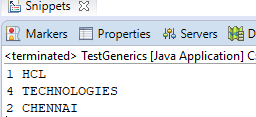 Snippets
Markers Properties Servers
<terminated> TestGenerics [Java Application] C
1 HCL
4 TECHNOLOGIES
2 CHENNAI